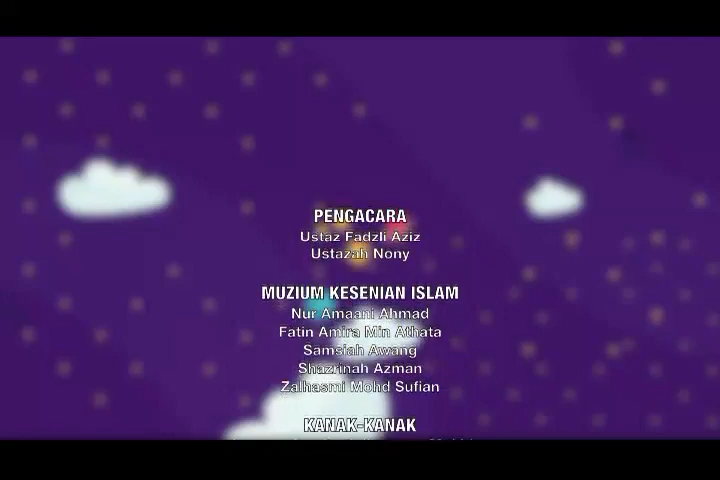 PENGACARA
Ustaz Fadzli Aziz
Ustazah Nony
MUZIUM KESENIAN ISLAM
Nur Amaani Ahmad
Fatin Amira Min Athata
Samsiah Awang
Shazrinah Azman
Zalhasmi Mohd Sufian
KANAK-KANAK